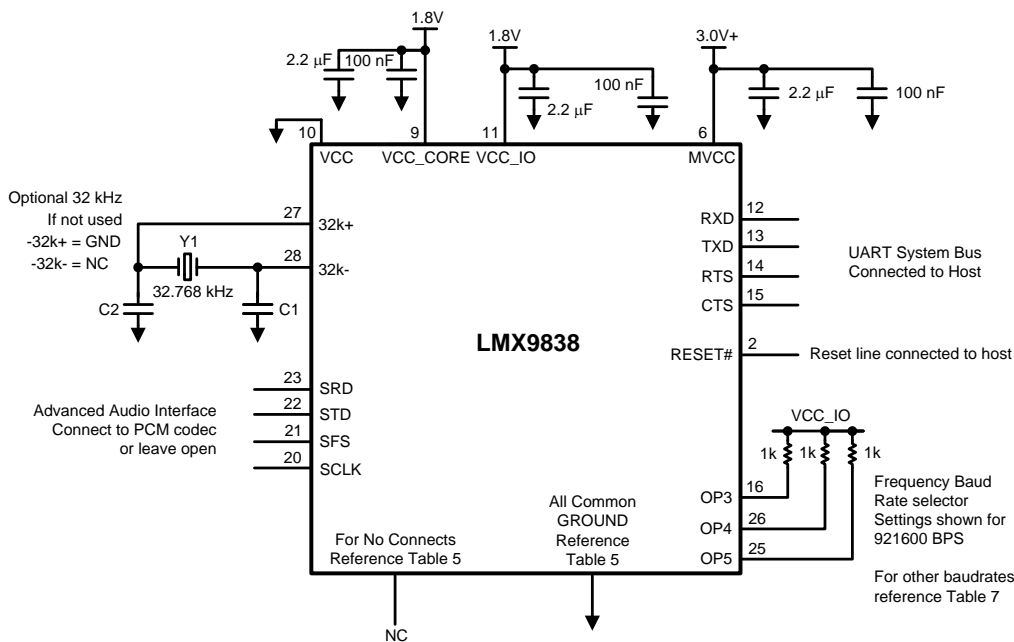 1.8V
1.8V
3.0V+
2.2 μF
100 nF
100 nF
2.2 μF
2.2 μF
100 nF
10
9
11
6
VCC
VCC_CORE
VCC_IO
MVCC
Optional 32 kHz
If not used
-32k+ = GND
-32k- = NC
27
32k+
28
32k-
Y1
32.768 kHz
C2
C1
RXD
12
TXD
13
RTS
14
CTS
15
UART System Bus
Connected to Host
LMX9838
RESET#
2
Reset line connected to host
23
SRD
22
STD
21
SFS
20
SCLK
Advanced Audio Interface
Connect to PCM codec
or leave open
VCC_IO
1k
1k
1k
OP3
16
OP4
26
OP5
25
Frequency Baud
Rate selector
Settings shown for
921600 BPS
For other baudrates
reference Table 7
For No Connects
Reference Table 5
All Common
GROUND
Reference
Table 5
NC